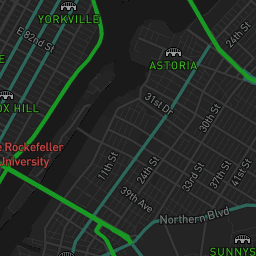 YORKVILLE
E 82nd St
24th St
ASTORIA
31st Dr
OX HILL
30th St
e Rockefeller
University
11th St
24th St
33rd St
37th St
41st St
39th Ave
Northern Blvd
SUNNYS